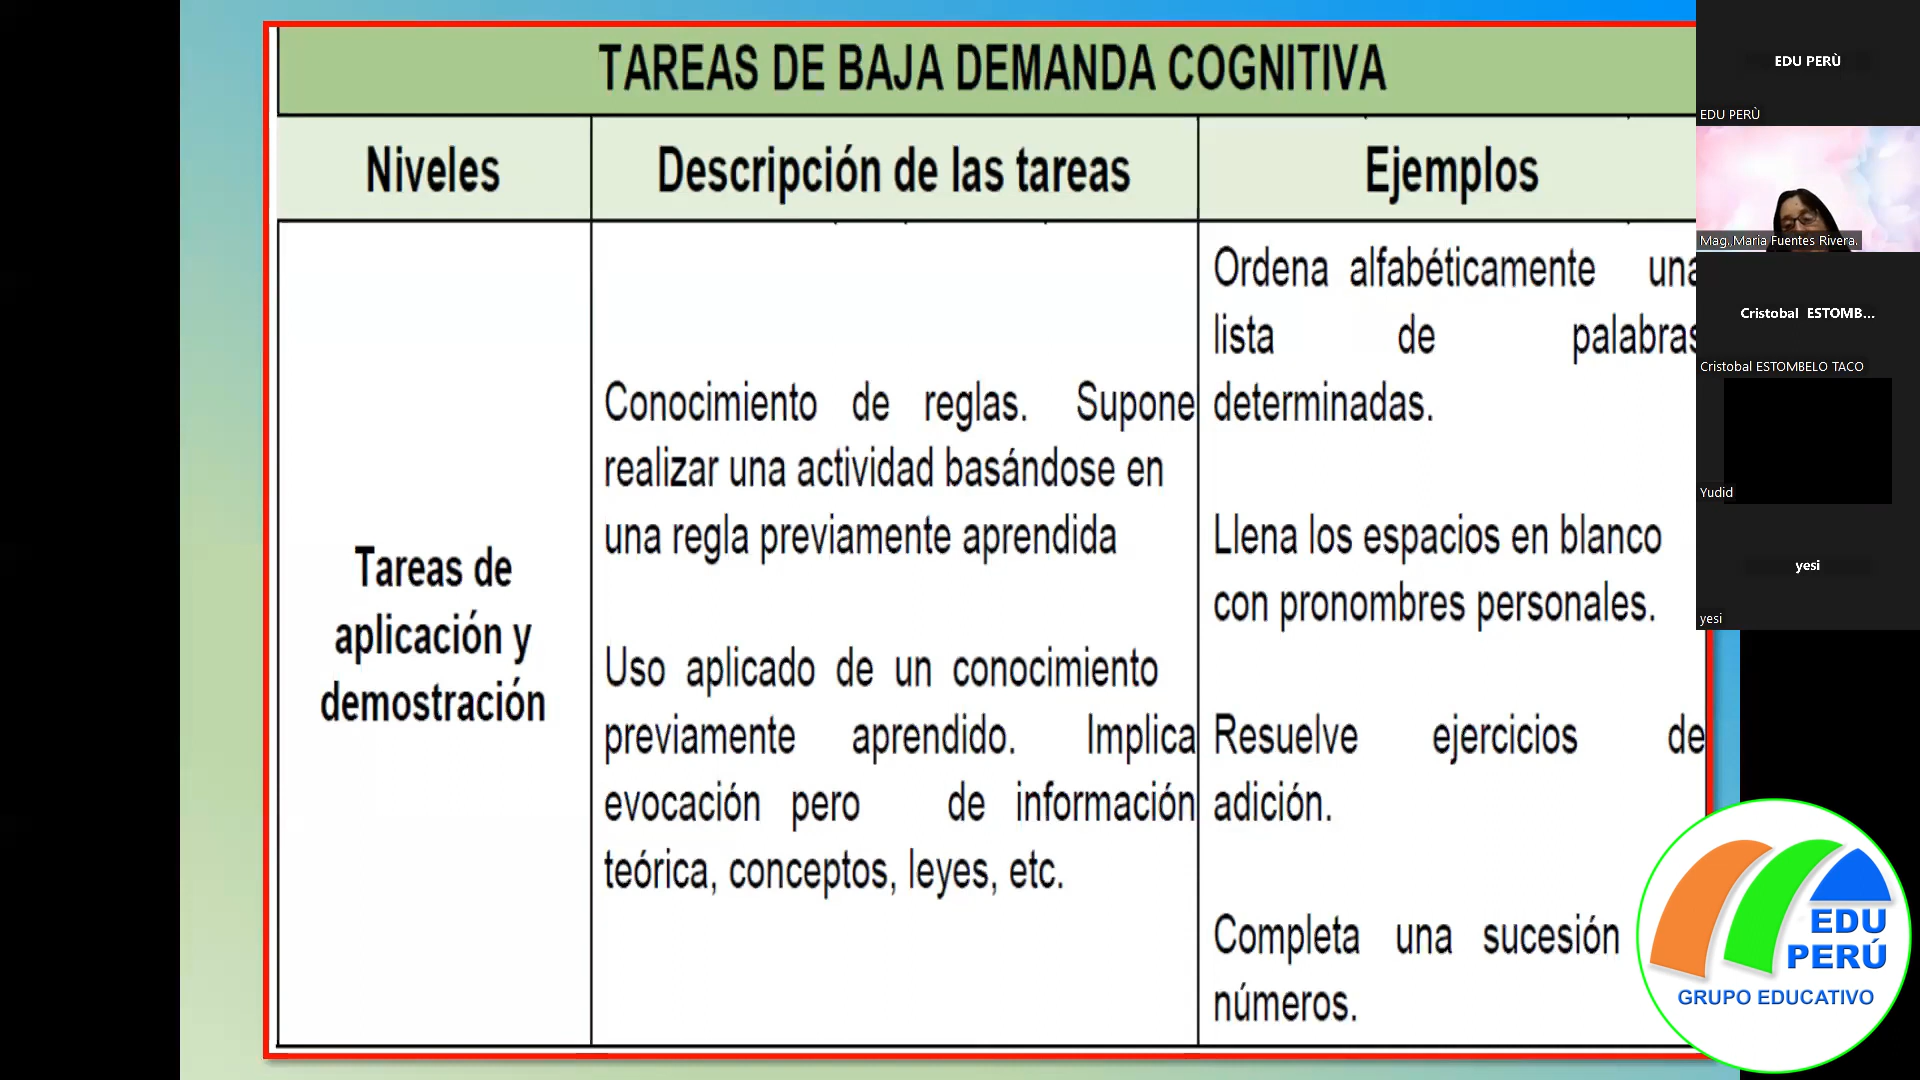 TAREAS DE BAJA DEMANDA COGNITIVA
Niveles
Descripción de las tareas
Ejemplos
Tareas de
aplicación y
demostración
Conocimiento de reglas. Supone
realizar una actividad basándose en
una regla previamente aprendida
Uso aplicado de un conocimiento
previamente aprendido. Implica
evocación pero de información
teórica, conceptos, leyes, etc.
Ordena alfabéticamente una
lista de palabras
determinadas.
Llena los espacios en blanco
con pronombres personales.
Resuelve ejercicios de
adición.
Completa una sucesión
números.
EDU PERÙ
EDU PERÙ
Mag. Maria Fuentes Rivera.
Cristobal ESTOMB...
Cristobal ESTOMBELO TACO
Yudid
yesi
yesi
EDU
PERÚ
GRUPO EDUCATIVO